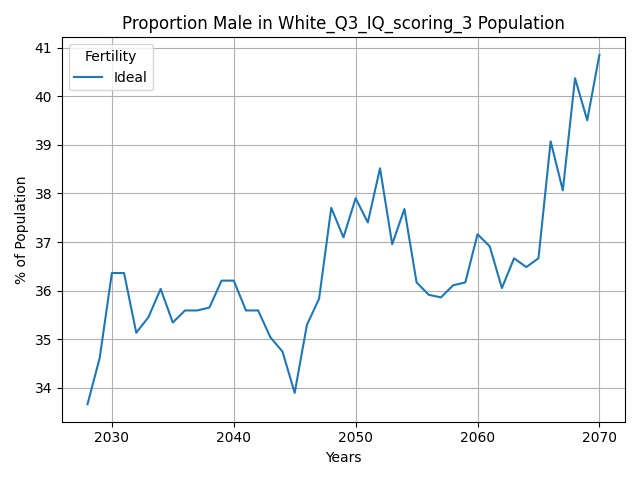 Proportion Male in White_Q3_IQ_scoring_3 Population
Fertility
Ideal
41
40
39
38
37
36
35
34
% of Population
2030 2040 2050 2060 2070
Years